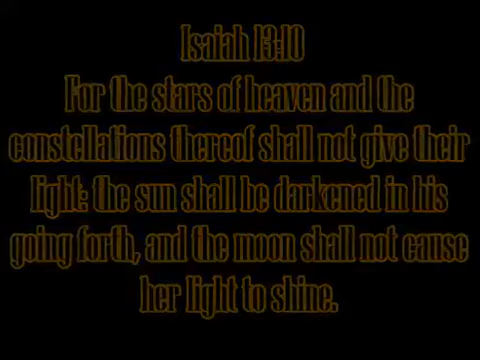 Isaiah 13:10
For the stars of heaven and the
constellations thereof shall not give their
light: the sun shall be darkened in his
going forth, and the moon shall not cause
her light to shine.